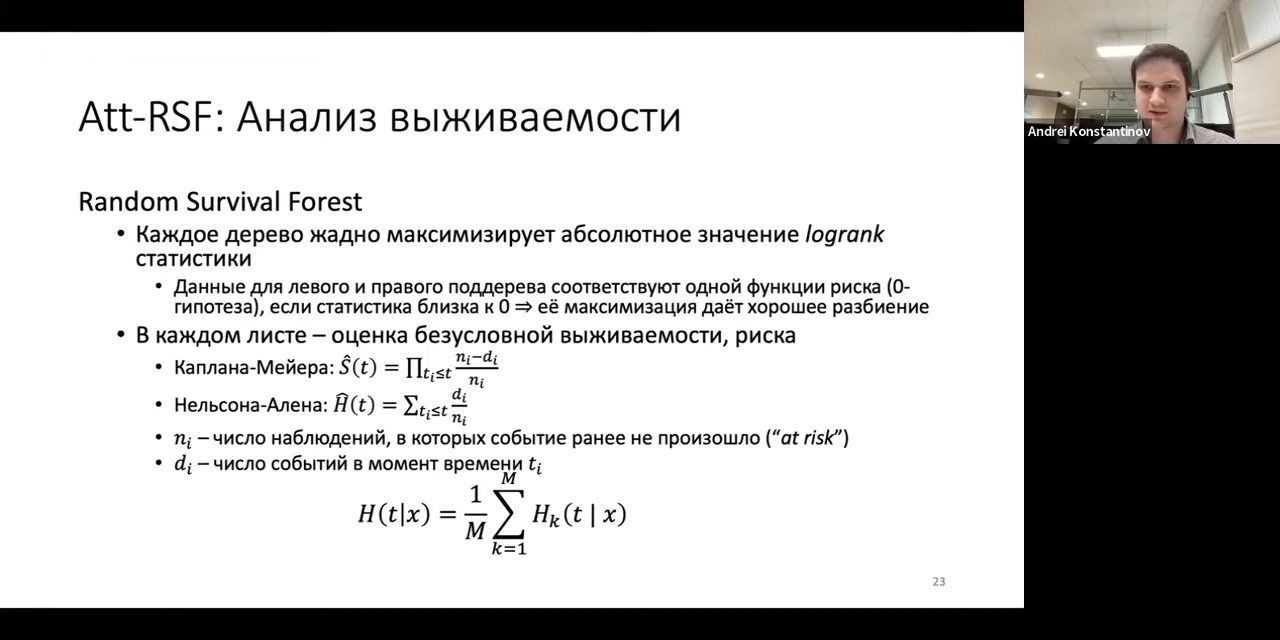 Att-RSF: Анализ выживаемости
Random Survival Forest
• Каждое дерево жадно максимизирует абсолютное значение logrank
статистики
• Данные для левого и правого поддерева соответствуют одной функции риска (0-
гипотеза), если статистика близка к 0 ⇒ её максимизация даёт хорошее разбиение
• В каждом листе – оценка безусловной выживаемости, риска
• Каплана-Мейера: Ŝ(t) = ∏_{t_i≤t} \frac{n_i−d_i}{n_i}
• Нельсона-Алена: Ĥ(t) = ∑_{t_i≤t} \frac{d_i}{n_i}
• n_i – число наблюдений, в которых событие ранее не произошло (“at risk”)
• d_i – число событий в момент времени t_i
H(t|x) = \frac{1}{M} ∑_{k=1}^{M} H_k(t | x)
23
Andrei Konstantinov